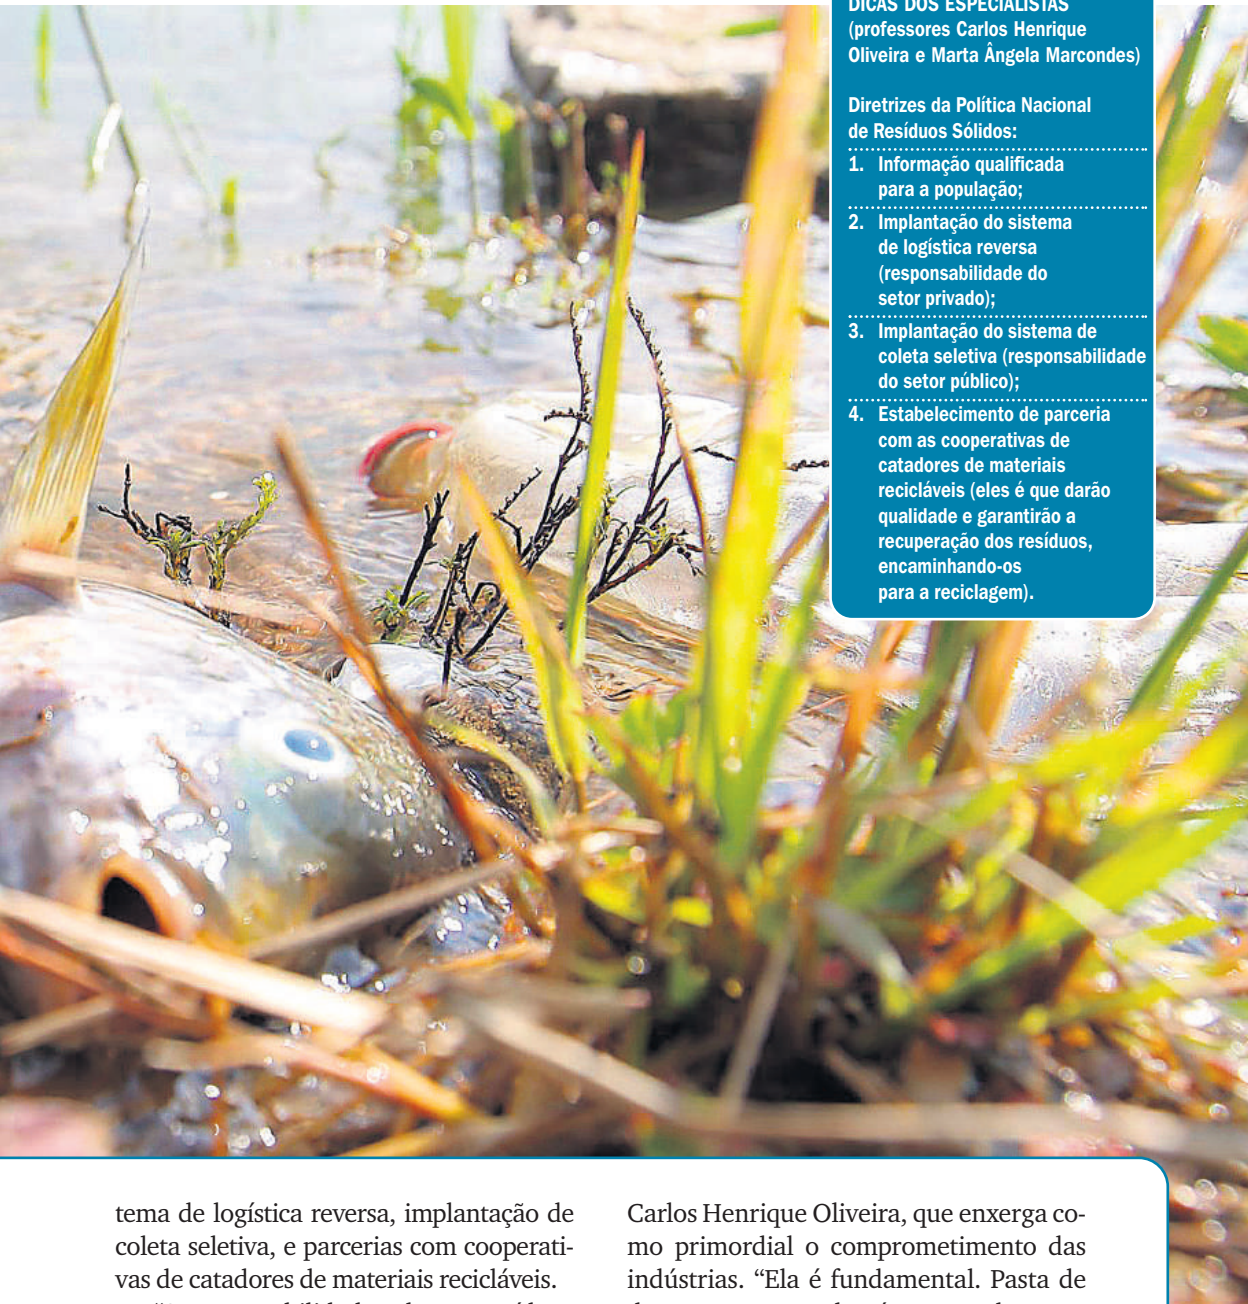 DICAS DOS ESPECIALISTAS
(professores Carlos Henrique
Oliveira e Marta Ângela Marcondes)
Diretrizes da Política Nacional
de Resíduos Sólidos:
1. Informação qualificada
para a população;
2. Implantação do sistema
de logística reversa
(responsabilidade do
setor privado);
3. Implantação do sistema de
coleta seletiva (responsabilidade
do setor público);
4. Estabelecimento de parceria
com as cooperativas de
catadores de materiais
recicláveis (eles é que darão
qualidade e garantirão a
recuperação dos resíduos,
encaminhando-os
para a reciclagem).
tema de logística reversa, implantação de
coleta seletiva, e parcerias com cooperati-
vas de catadores de materiais recicláveis.
Carlos Henrique Oliveira, que enxerga co-
mo primordial o comprometimento das
indústrias. “Ela é fundamental. Pasta de